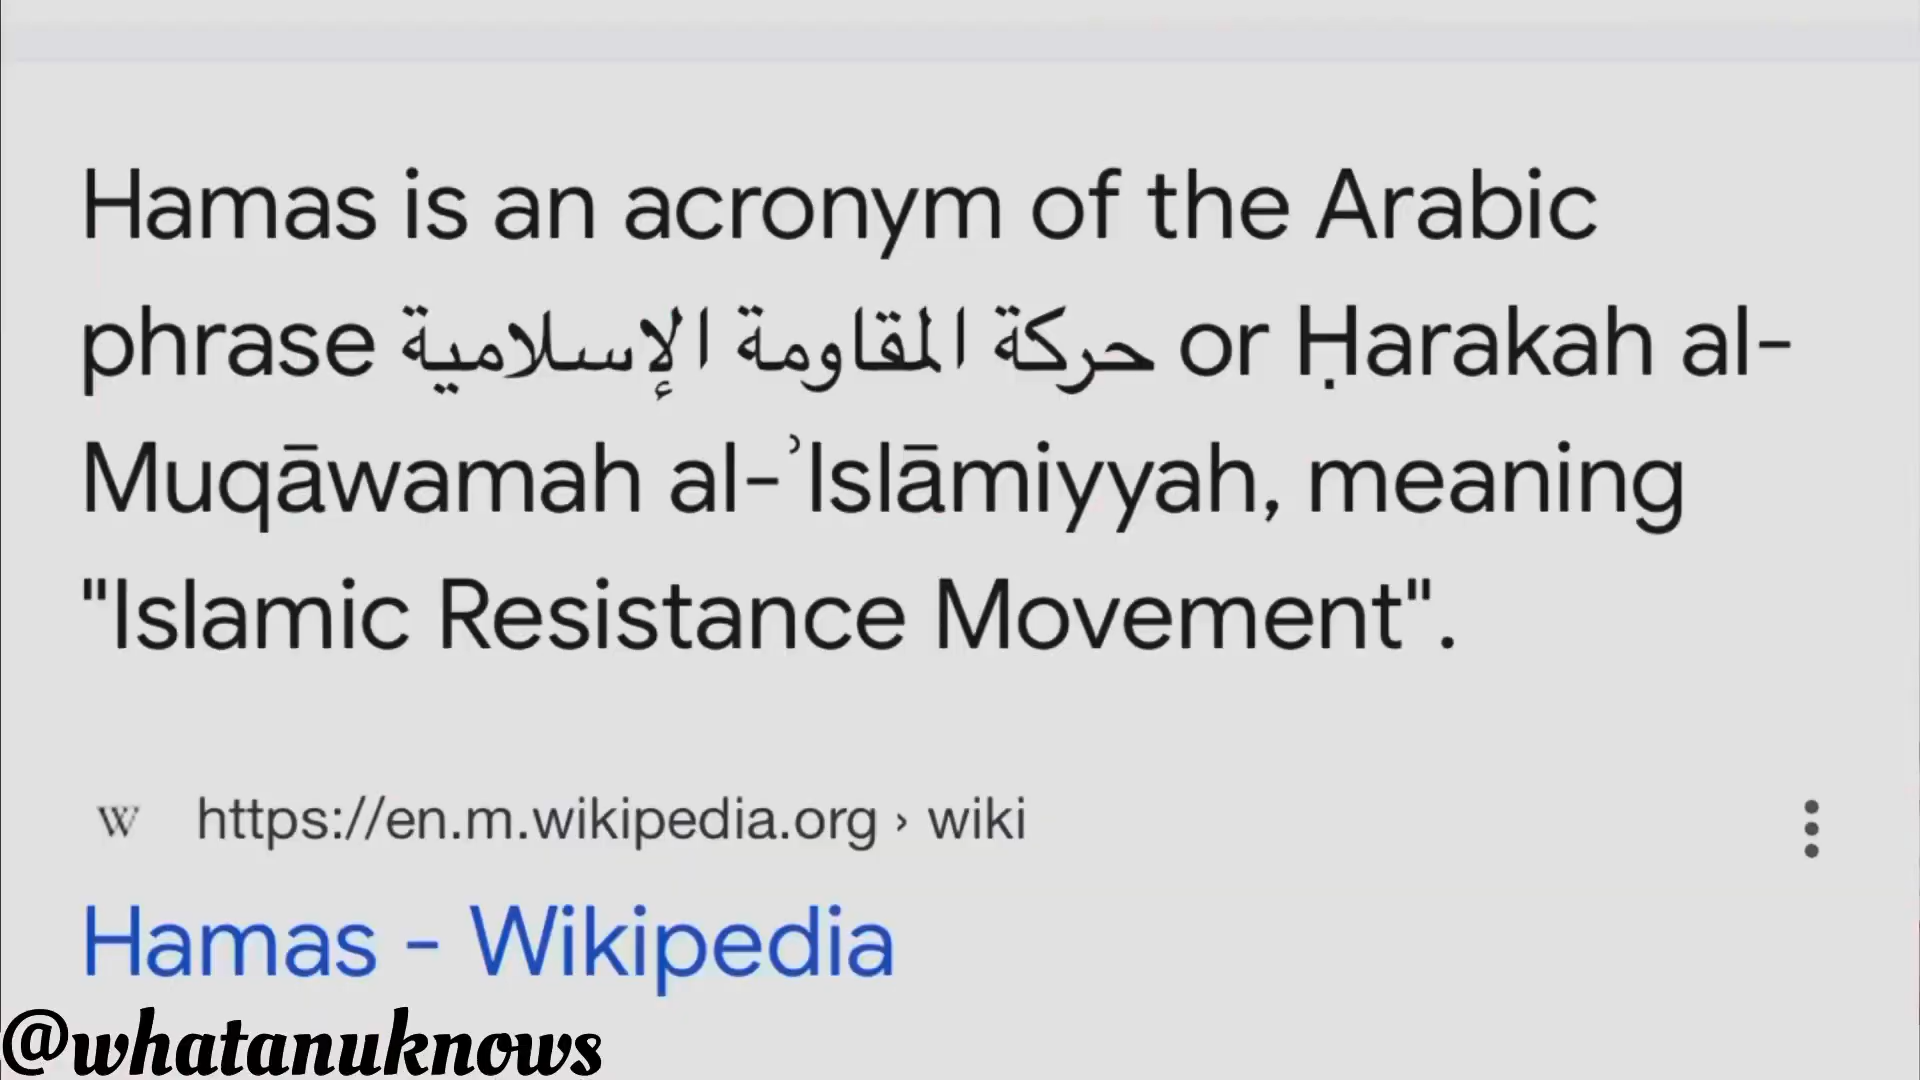 Hamas is an acronym of the Arabic
phrase حركة المقاومة الإسلامية or Ḥarakah al-
Muqāwamah al-ʾIslāmiyyah, meaning
"Islamic Resistance Movement".
W https://en.m.wikipedia.org › wiki
Hamas - Wikipedia
@whatanuknows